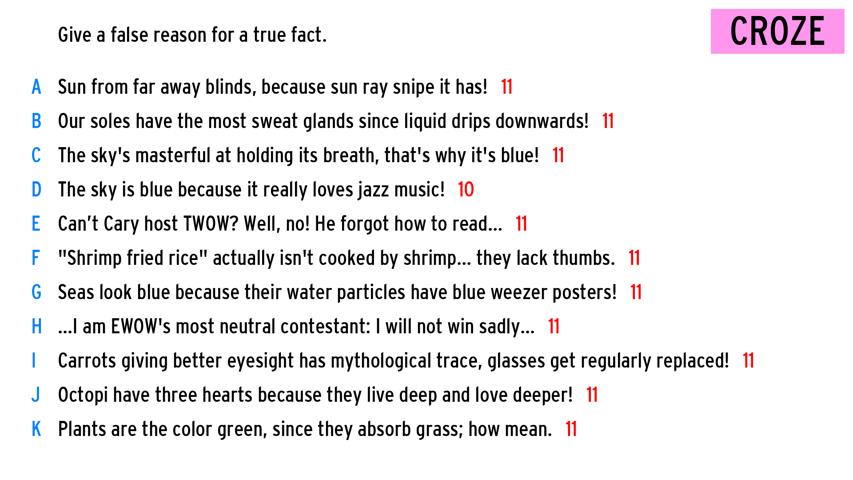 Give a false reason for a true fact.
CROZE
A Sun from far away blinds, because sun ray snipe it has! 11
B Our soles have the most sweat glands since liquid drips downwards! 11
C The sky's masterful at holding its breath, that's why it's blue! 11
D The sky is blue because it really loves jazz music! 10
E Can’t Cary host TWOW? Well, no! He forgot how to read... 11
F "Shrimp fried rice" actually isn't cooked by shrimp... they lack thumbs. 11
G Seas look blue because their water particles have blue weezer posters! 11
H ...I am EWOW's most neutral contestant: I will not win sadly... 11
I Carrots giving better eyesight has mythological trace, glasses get regularly replaced! 11
J Octopi have three hearts because they live deep and love deeper! 11
K Plants are the color green, since they absorb grass; how mean. 11